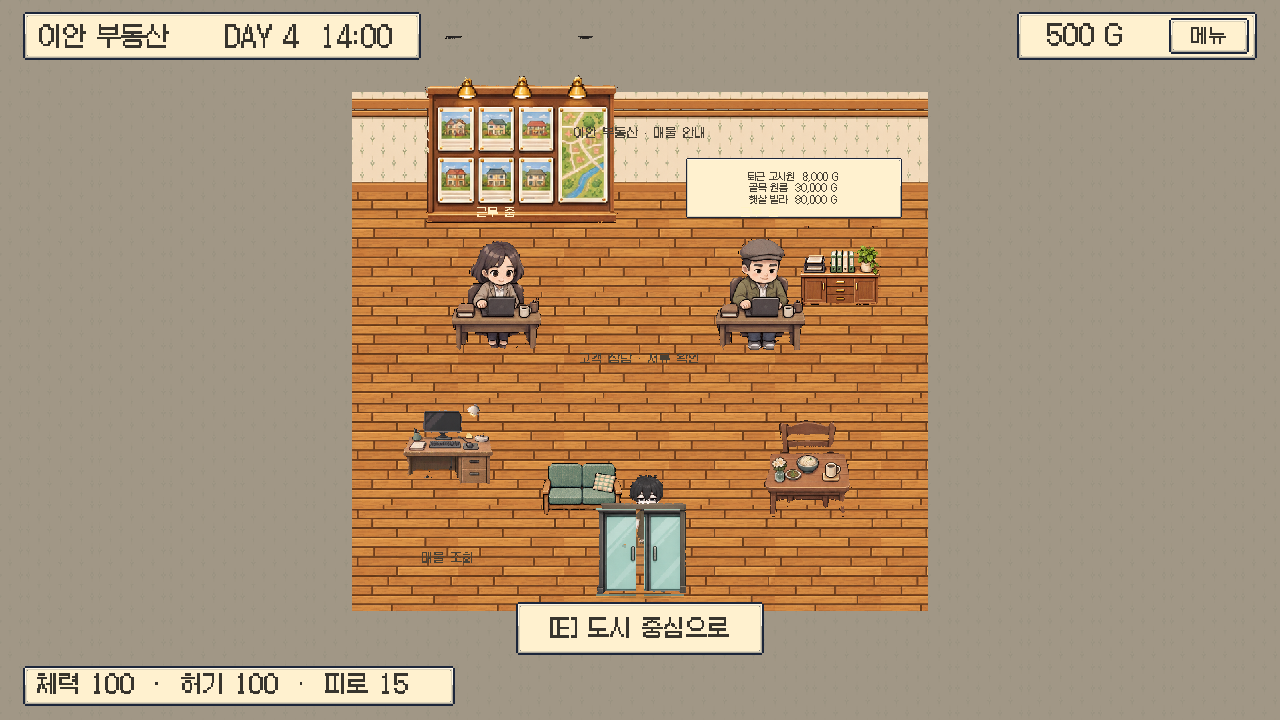 이안 부동산 DAY 4 14:00
500 G 메뉴
이안 부동산 · 매물 안내
퇴근 고시원 8,000 G
골목 원룸 30,000 G
햇살 빌라 80,000 G
근무 중
고객 상담 · 서류 확인
매물 조회
[E] 도시 중심으로
체력 100 · 허기 100 · 피로 15